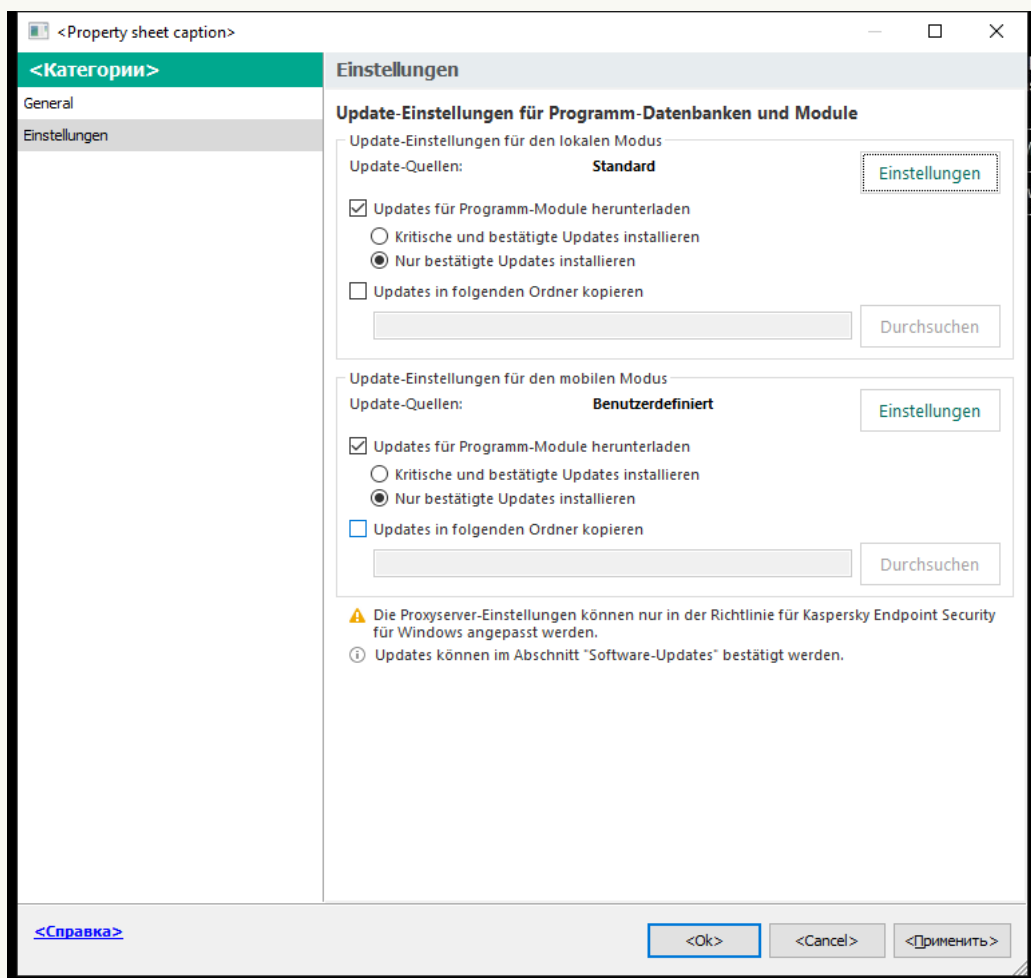 <Property sheet caption>
<Категории>
General
Einstellungen
Einstellungen
Update-Einstellungen für Programm-Datenbanken und Module
Update-Einstellungen für den lokalen Modus
Update-Quellen: Standard
Einstellungen
Updates für Programm-Module herunterladen
Kritische und bestätigte Updates installieren
Nur bestätigte Updates installieren
Updates in folgenden Ordner kopieren
Durchsuchen
Update-Einstellungen für den mobilen Modus
Update-Quellen: Benutzerdefiniert
Einstellungen
Updates für Programm-Module herunterladen
Kritische und bestätigte Updates installieren
Nur bestätigte Updates installieren
Updates in folgenden Ordner kopieren
Durchsuchen
Die Proxyserver-Einstellungen können nur in der Richtlinie für Kaspersky Endpoint Security
für Windows angepasst werden.
Updates können im Abschnitt "Software-Updates" bestätigt werden.
<Справка>
<Ok> <Cancel> <Применить>